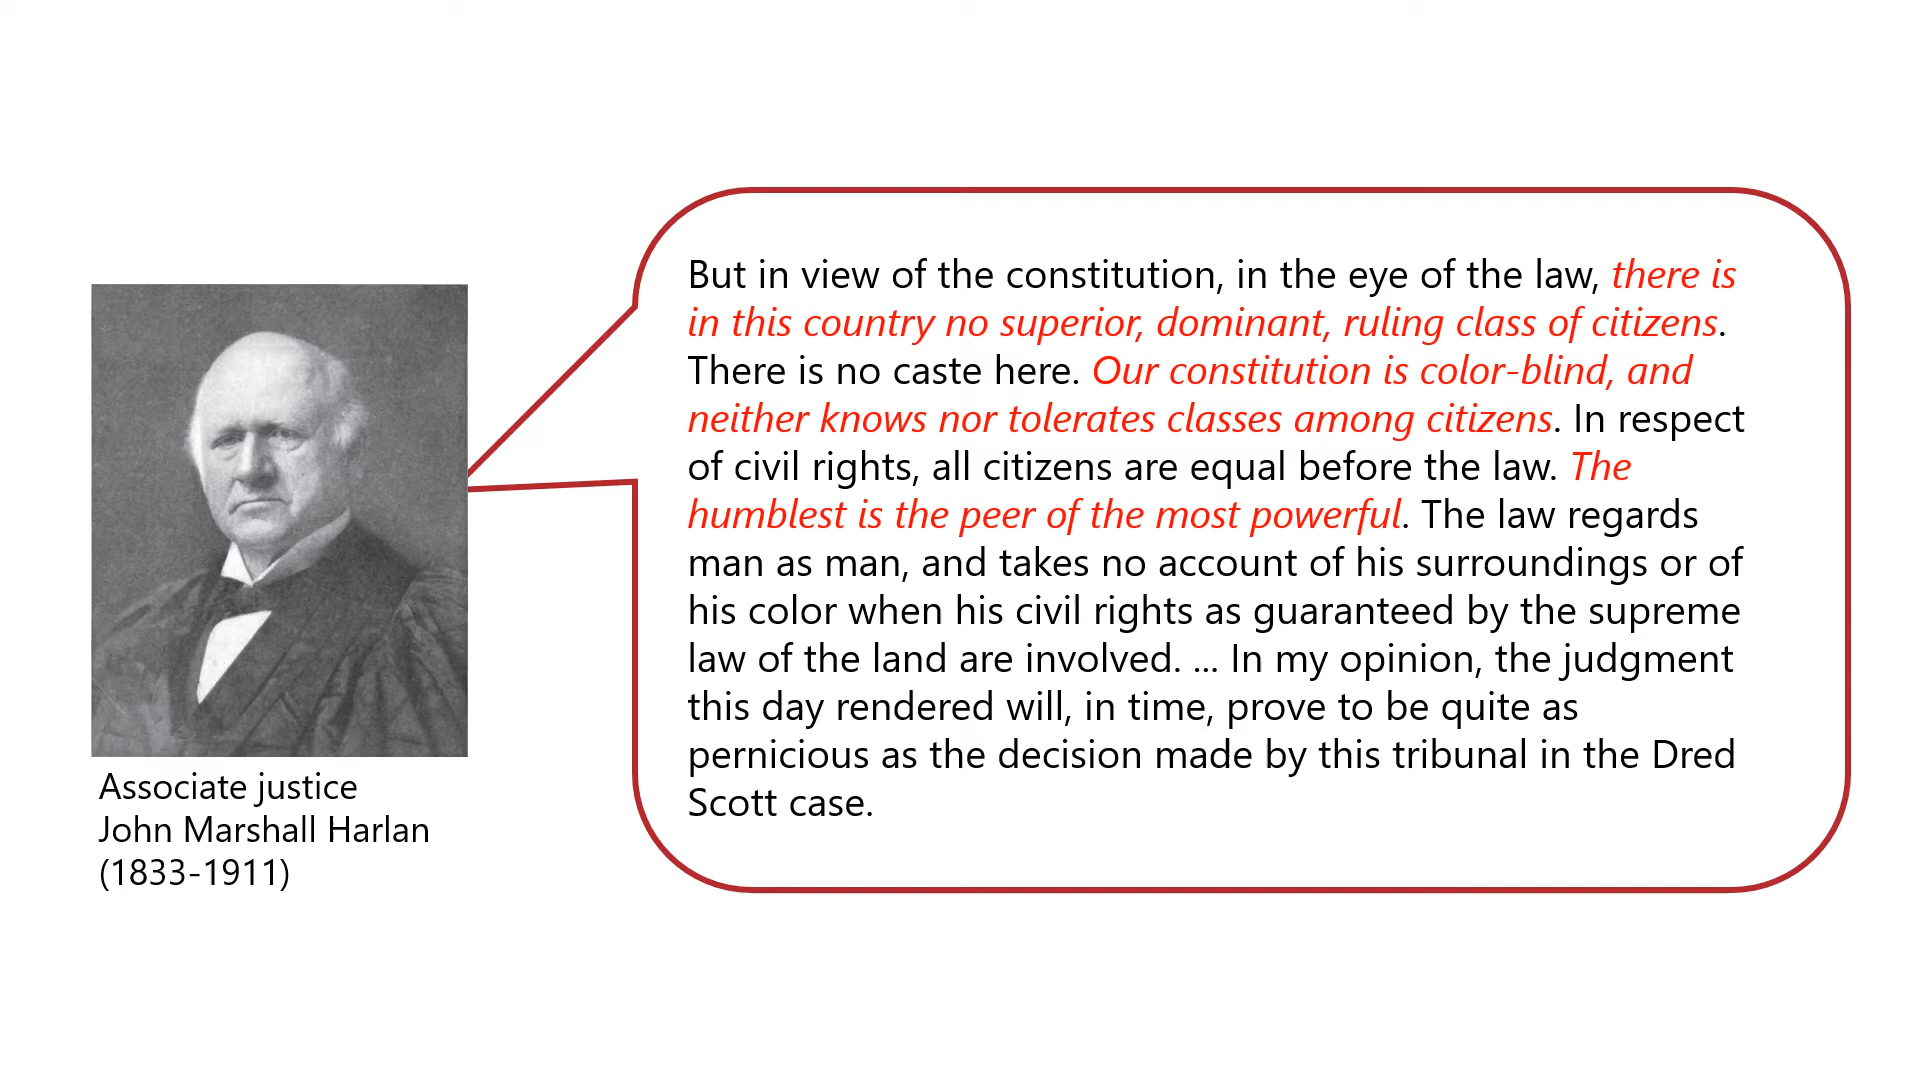 But in view of the constitution, in the eye of the law, there is
in this country no superior, dominant, ruling class of citizens.
There is no caste here. Our constitution is color-blind, and
neither knows nor tolerates classes among citizens. In respect
of civil rights, all citizens are equal before the law. The
humblest is the peer of the most powerful. The law regards
man as man, and takes no account of his surroundings or of
his color when his civil rights as guaranteed by the supreme
law of the land are involved. ... In my opinion, the judgment
this day rendered will, in time, prove to be quite as
pernicious as the decision made by this tribunal in the Dred
Scott case.
Associate justice
John Marshall Harlan
(1833-1911)